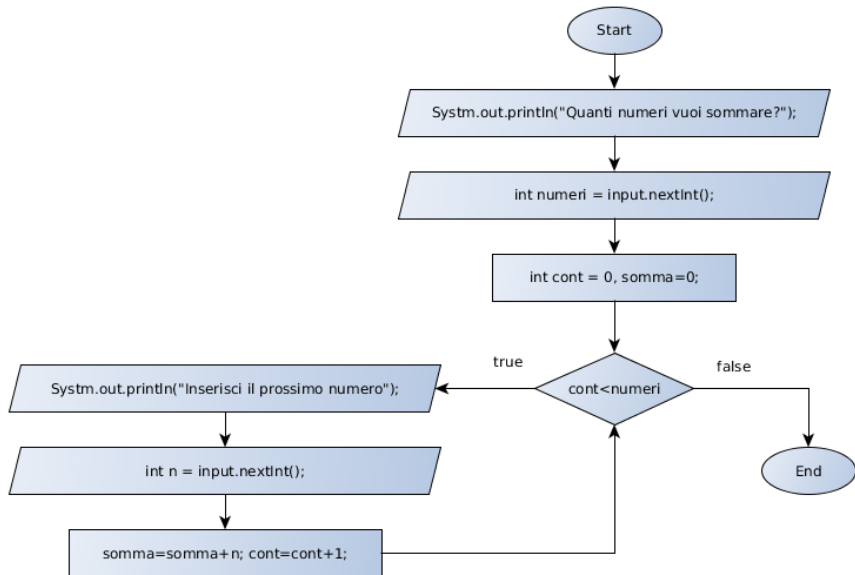 Start
Systm.out.println("Quanti numeri vuoi sommare?");
int numeri = input.nextInt();
int cont = 0, somma=0;
cont<numeri
true
false
Systm.out.println("Inserisci il prossimo numero");
int n = input.nextInt();
somma=somma+n; cont=cont+1;
End